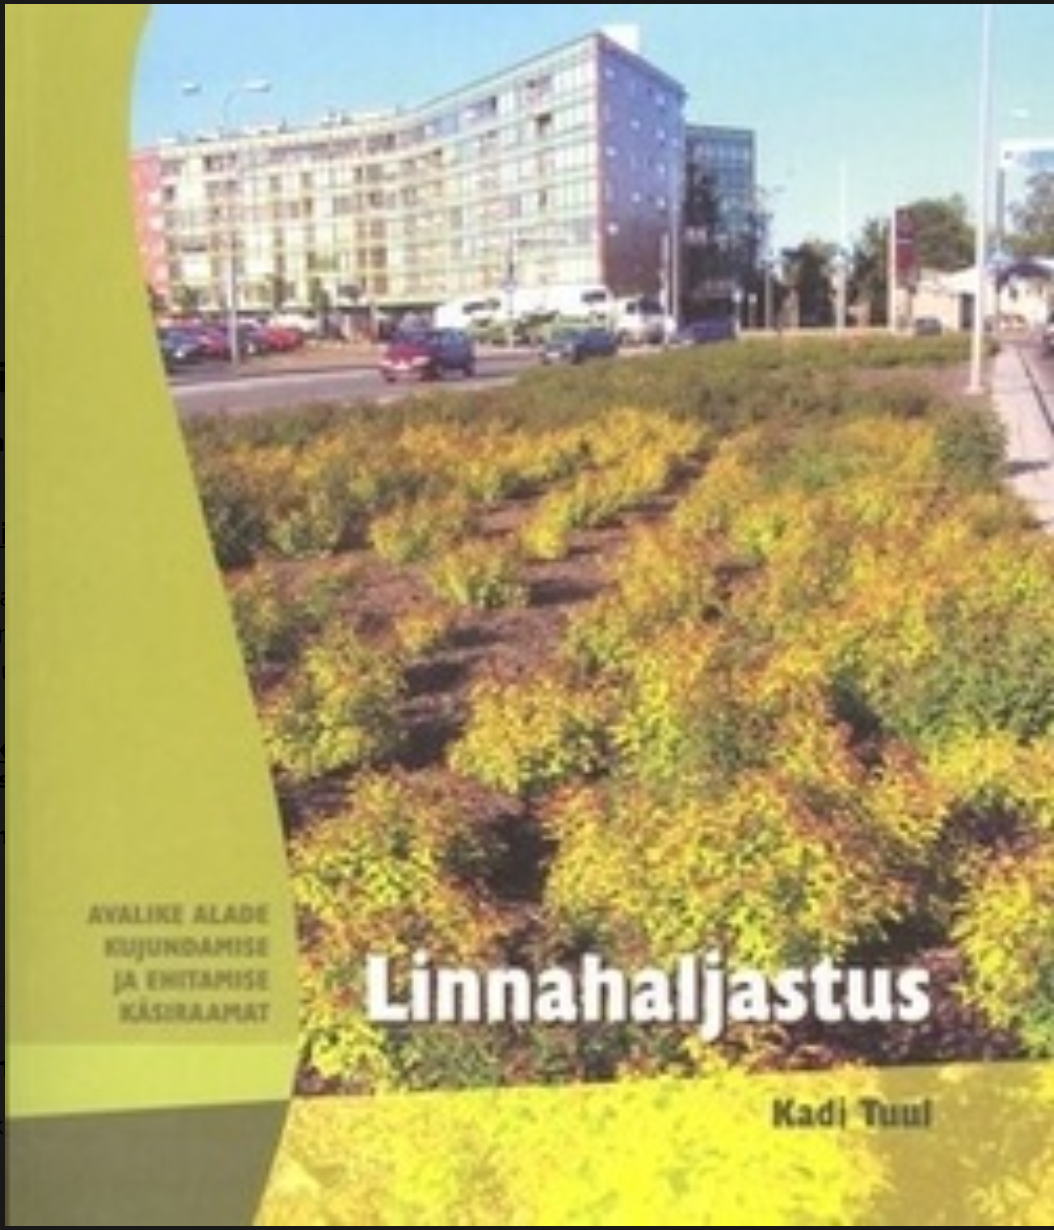 AVALIKE ALADE
KUJUNDAMISE
JA EHITAMISE
KÄSIRAAMAT
Linnahaljastus
Kadi Tuul